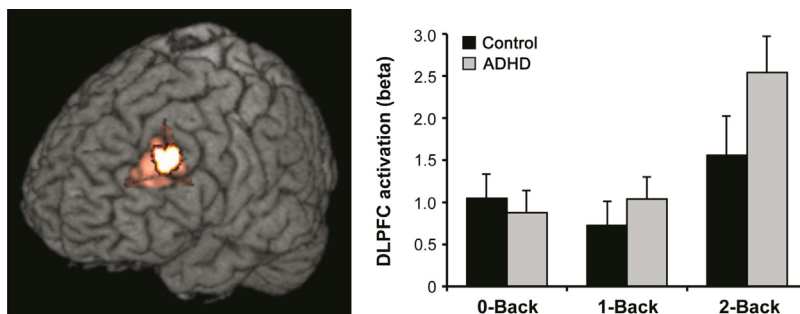 DLPFC activation (beta)
3.0
2.5
2.0
1.5
1.0
0.5
0
Control
ADHD
0-Back
1-Back
2-Back